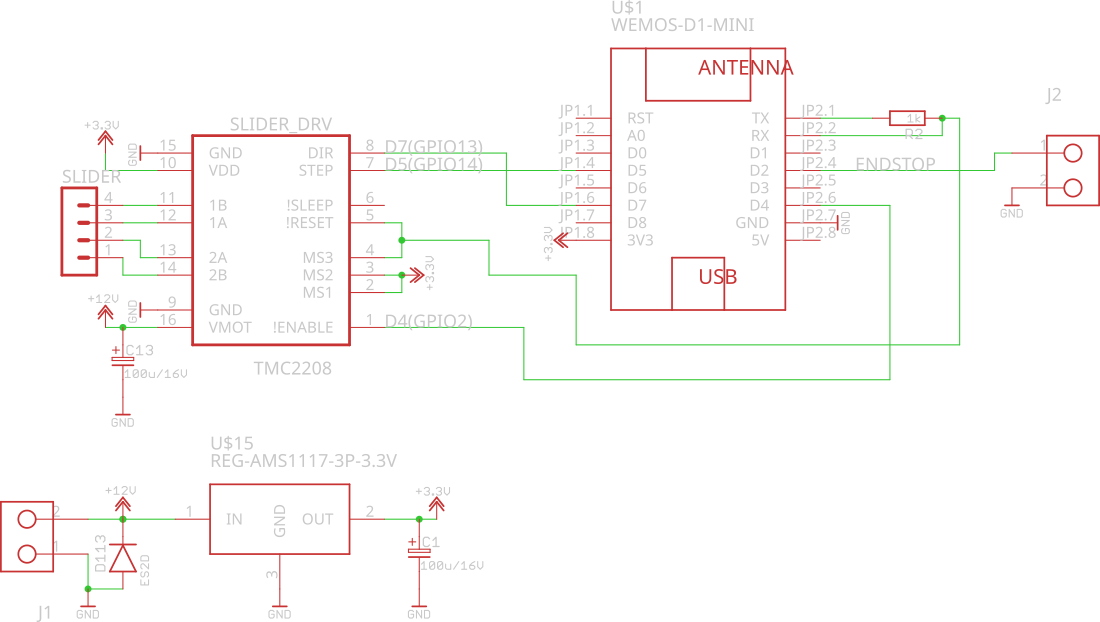 U$1
WEMOS-D1-MINI
ANTENNA
JP1.1 RST TX JP2.1 1k
JP1.2 A0 RX JP2.2 R2
JP1.3 D0 D1 JP2.3
JP1.4 D5 D2 JP2.4 ENDSTOP
JP1.5 D6 D3 JP2.5
JP1.6 D7 D4 JP2.6
JP1.7 D8 GND JP2.7 GND
JP1.8 3V3 5V JP2.8
+3.3V
USB
J2
1
2
GND
SLIDER_DRV
+3.3V
GND 15 GND DIR 8 D7(GPIO13)
10 VDD STEP 7 D5(GPIO14)
SLIDER
4 11 1B !SLEEP 6
3 12 1A !RESET 5
2 13 2A MS3 4
1 14 2B MS2 3
MS1 2
+3.3V
+12V
GND 9 GND
16 VMOT !ENABLE 1 D4(GPIO2)
+ C13
100u/16V
GND
TMC2208
U$15
REG-AMS1117-3P-3.3V
+12V
+3.3V
2 1 IN GND OUT 2
1 D113 ES2D
3
+ C1
100u/16V
J1
GND
GND
GND